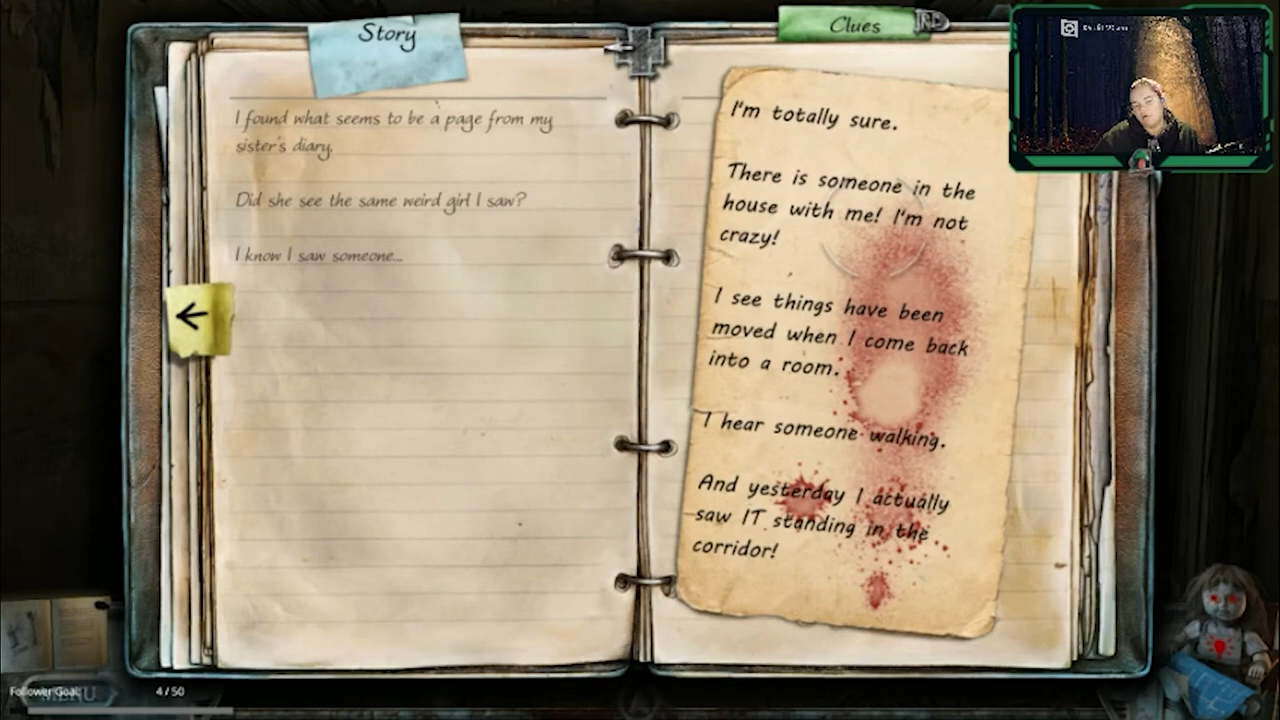 Story
Clues
I found what seems to be a page from my
sister's diary.
Did she see the same weird girl I saw?
I know I saw someone...
I'm totally sure.
There is someone in the
house with me! I'm not
crazy!
I see things have been
moved when I come back
into a room.
I hear someone walking.
And yesterday I actually
saw IT standing in the
corridor!
Follower Goal:
4 / 50
MENU